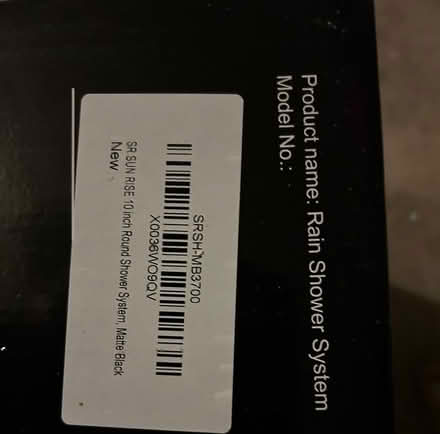 Product name: Rain Shower System
Model No.:
SRSH-MB3700
X0036WO9QV
SR SUN RISE 10 inch Round Shower System, Matte Black
New